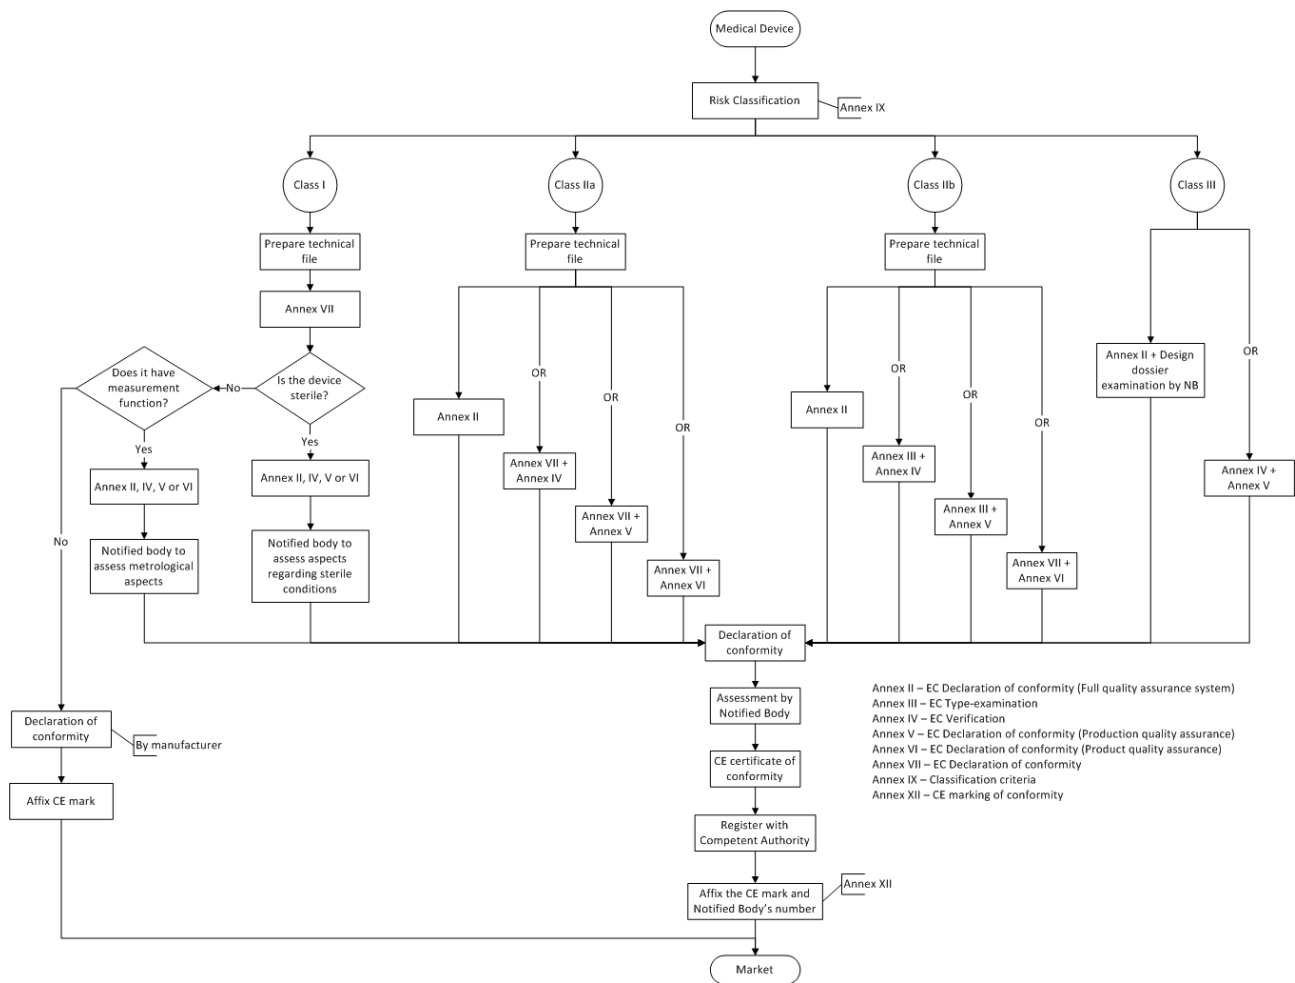 Medical Device
Risk Classification
Annex IX
Class I
Class IIa
Class IIb
Class III
Prepare technical
file
Prepare technical
file
Prepare technical
file
Annex VII
Does it have
measurement
function?
No
Is the device
sterile?
Yes
Yes
Annex II, IV, V or VI
Annex II, IV, V or VI
No
Notified body to
assess metrological
aspects
Notified body to
assess aspects
regarding sterile
conditions
Annex II
OR
Annex VII +
Annex IV
OR
Annex VII +
Annex V
OR
Annex VII +
Annex VI
Annex II
OR
Annex III +
Annex IV
OR
Annex III +
Annex V
OR
Annex VII +
Annex VI
Annex II + Design
dossier
examination by NB
OR
Annex IV +
Annex V
Declaration of
conformity
Assessment by
Notified Body
CE certificate of
conformity
Register with
Competent Authority
Affix the CE mark and
Notified Body's number
Annex XII
Declaration of
conformity
By manufacturer
Affix CE mark
Annex II – EC Declaration of conformity (Full quality assurance system)
Annex III – EC Type-examination
Annex IV – EC Verification
Annex V – EC Declaration of conformity (Production quality assurance)
Annex VI – EC Declaration of conformity (Product quality assurance)
Annex VII – EC Declaration of conformity
Annex IX – Classification criteria
Annex XII – CE marking of conformity
Market